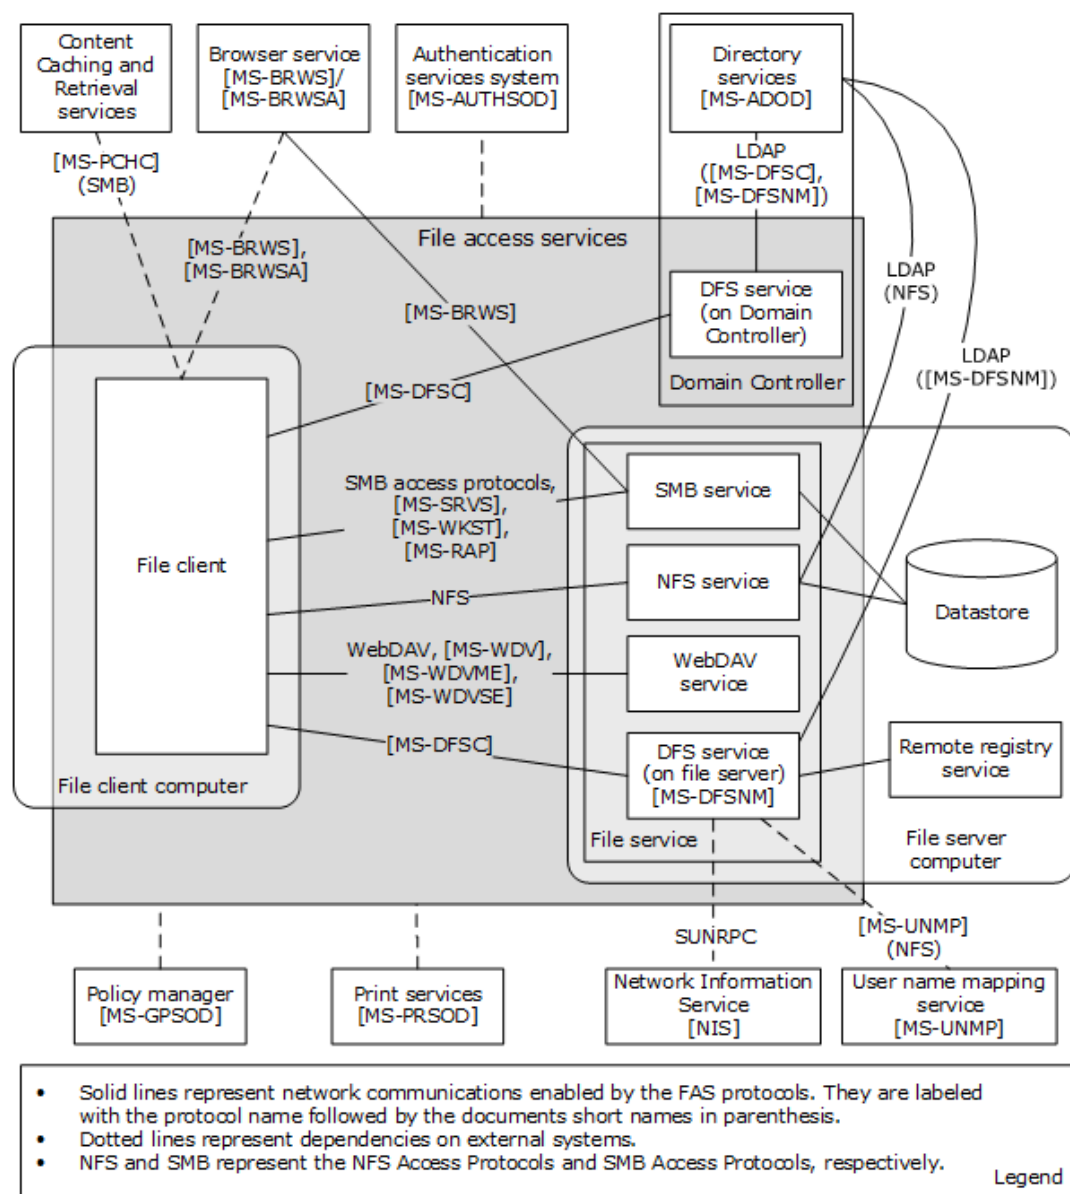 Content
Caching and
Retrieval
services
Browser service
[MS-BRWS]/
[MS-BRWSA]
Authentication
services system
[MS-AUTHSOD]
Directory
services
[MS-ADOD]
[MS-PCHC]
(SMB)
LDAP
([MS-DFSC],
[MS-DFSNM])
File access services
[MS-BRWS],
[MS-BRWSA]
LDAP
(NFS)
[MS-BRWS]
DFS service
(on Domain
Controller)
Domain Controller
LDAP
([MS-DFSNM])
[MS-DFSC]
SMB access protocols,
[MS-SRVS],
[MS-WKST],
[MS-RAP]
SMB service
File client
NFS
NFS service
Datastore
WebDAV, [MS-WDV],
[MS-WDVME],
[MS-WDVSE]
WebDAV
service
[MS-DFSC]
DFS service
(on file server)
[MS-DFSNM]
Remote registry
service
File client computer
File service
File server
computer
SUNRPC
[MS-UNMP]
(NFS)
Policy manager
[MS-GPSOD]
Print services
[MS-PRSOD]
Network Information
Service
[NIS]
User name mapping
service
[MS-UNMP]
• Solid lines represent network communications enabled by the FAS protocols. They are labeled
with the protocol name followed by the documents short names in parenthesis.
• Dotted lines represent dependencies on external systems.
• NFS and SMB represent the NFS Access Protocols and SMB Access Protocols, respectively.
Legend